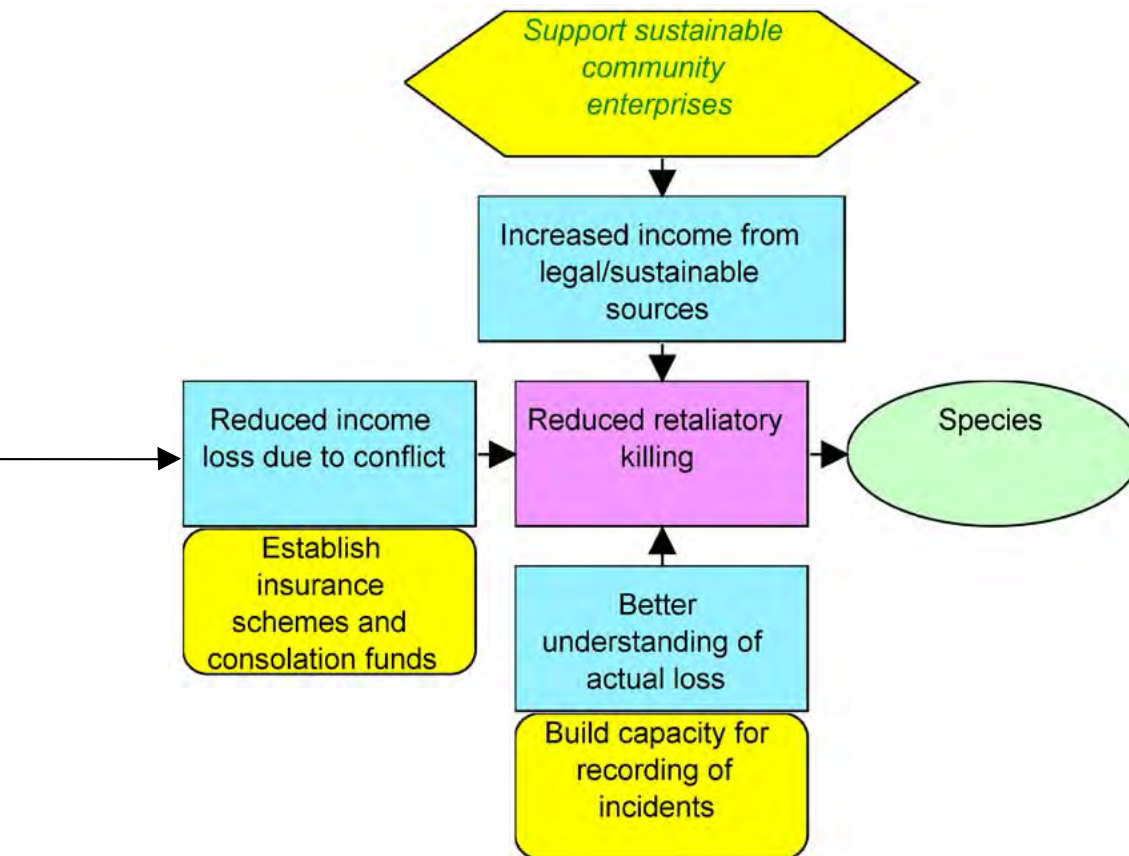 Support sustainable
community
enterprises
Increased income from
legal/sustainable
sources
Reduced income
loss due to conflict
Reduced retaliatory
killing
Species
Establish
insurance
schemes and
consolation funds
Better
understanding of
actual loss
Build capacity for
recording of
incidents